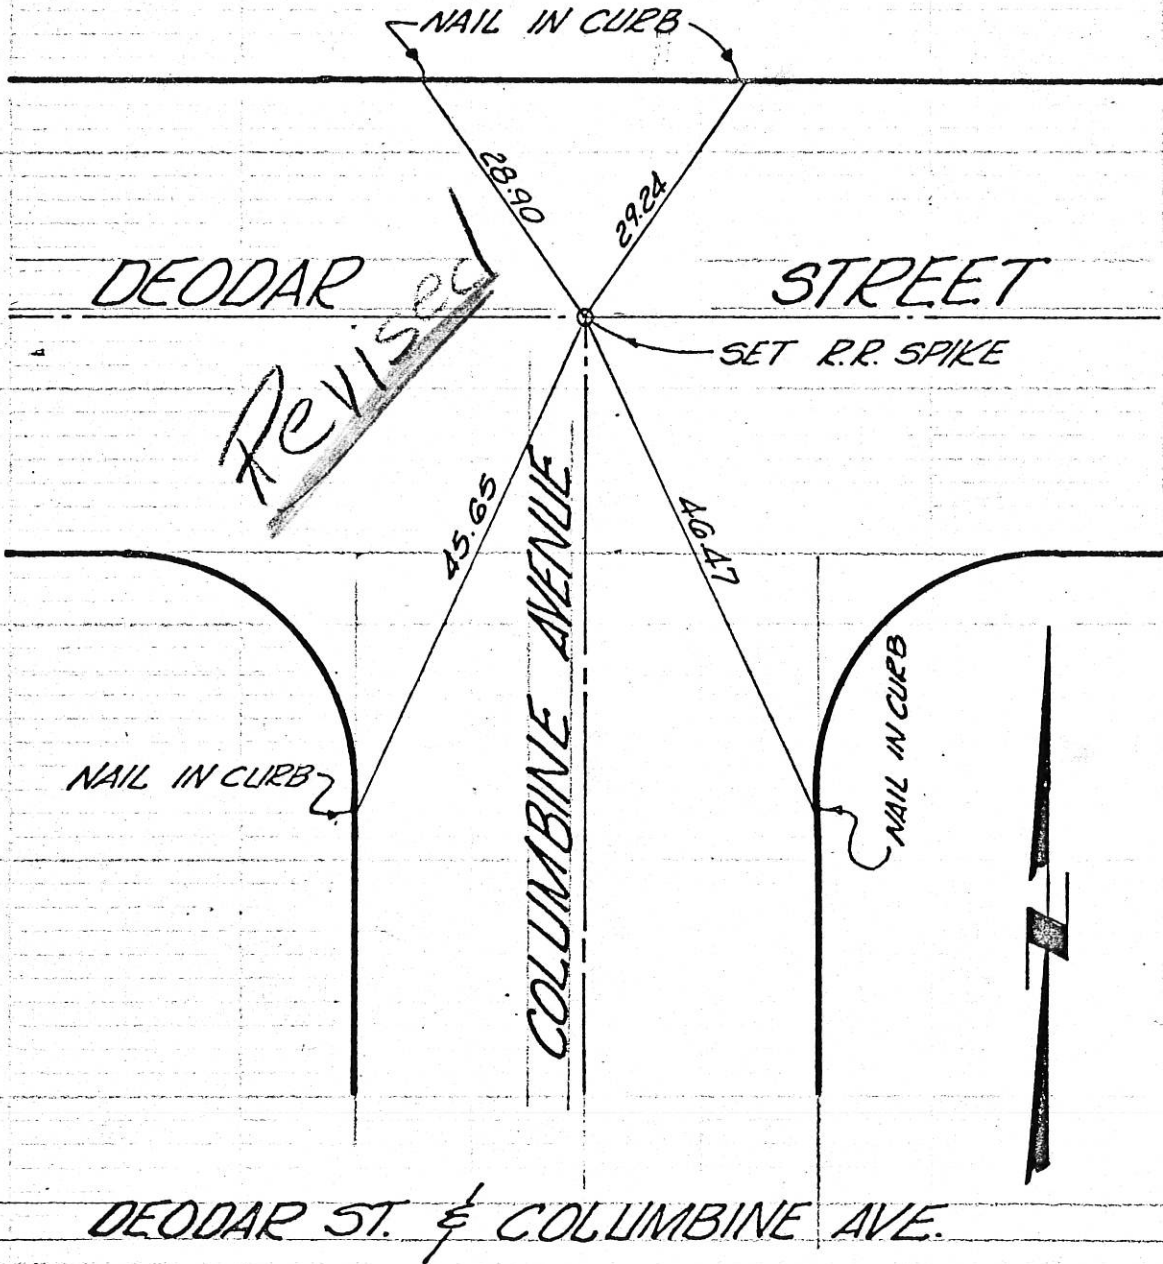 NAIL IN CURB
28.90
29.24
DEODAR STREET
Revised
SET R.R. SPIKE
45.65
COLUMBINE AVENUE
46.47
NAIL IN CURB
NAIL IN CURB
N
DEODAR ST. & COLUMBINE AVE.